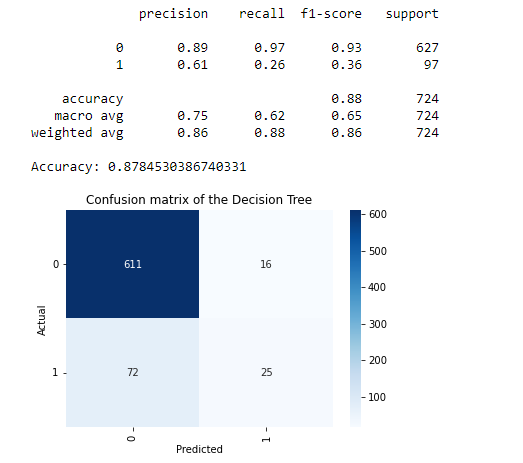 precision recall f1-score support
0 0.89 0.97 0.93 627
1 0.61 0.26 0.36 97
accuracy 0.88 724
macro avg 0.75 0.62 0.65 724
weighted avg 0.86 0.88 0.86 724
Accuracy: 0.8784530386740331
Confusion matrix of the Decision Tree
600
500
400
300
200
100
0
611
16
1
72
25
Actual
0
1
Predicted